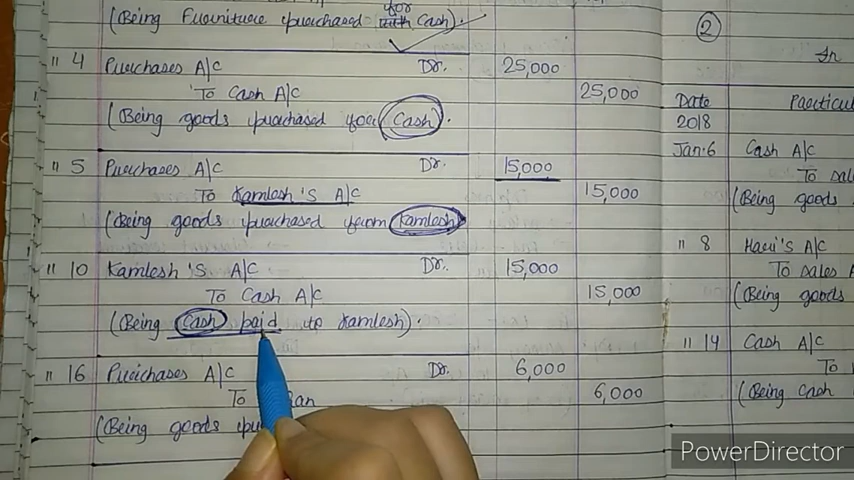 (Being Furniture purchased for with Cash).
" 4 Purchases A/C Dr. 25,000
To Cash A/C 25,000
(Being goods purchased for Cash).
" 5 Purchases A/C Dr. 15,000
To Kamlesh'S A/C 15,000
(Being goods purchased from Kamlesh)
" 10 Kamlesh'S A/C Dr. 15,000
To Cash A/C 15,000
(Being Cash paid to Kamlesh).
" 16 Purchases A/C Dr. 6,000
To 6,000
(Being goods
2
Date
2018
Jan.6 Cash A/C
To
(Being goods
" 8 Hari'S A/C
To Sales
(Being goods
" 14 Cash A/C
To
(Being Cash
PowerDirector